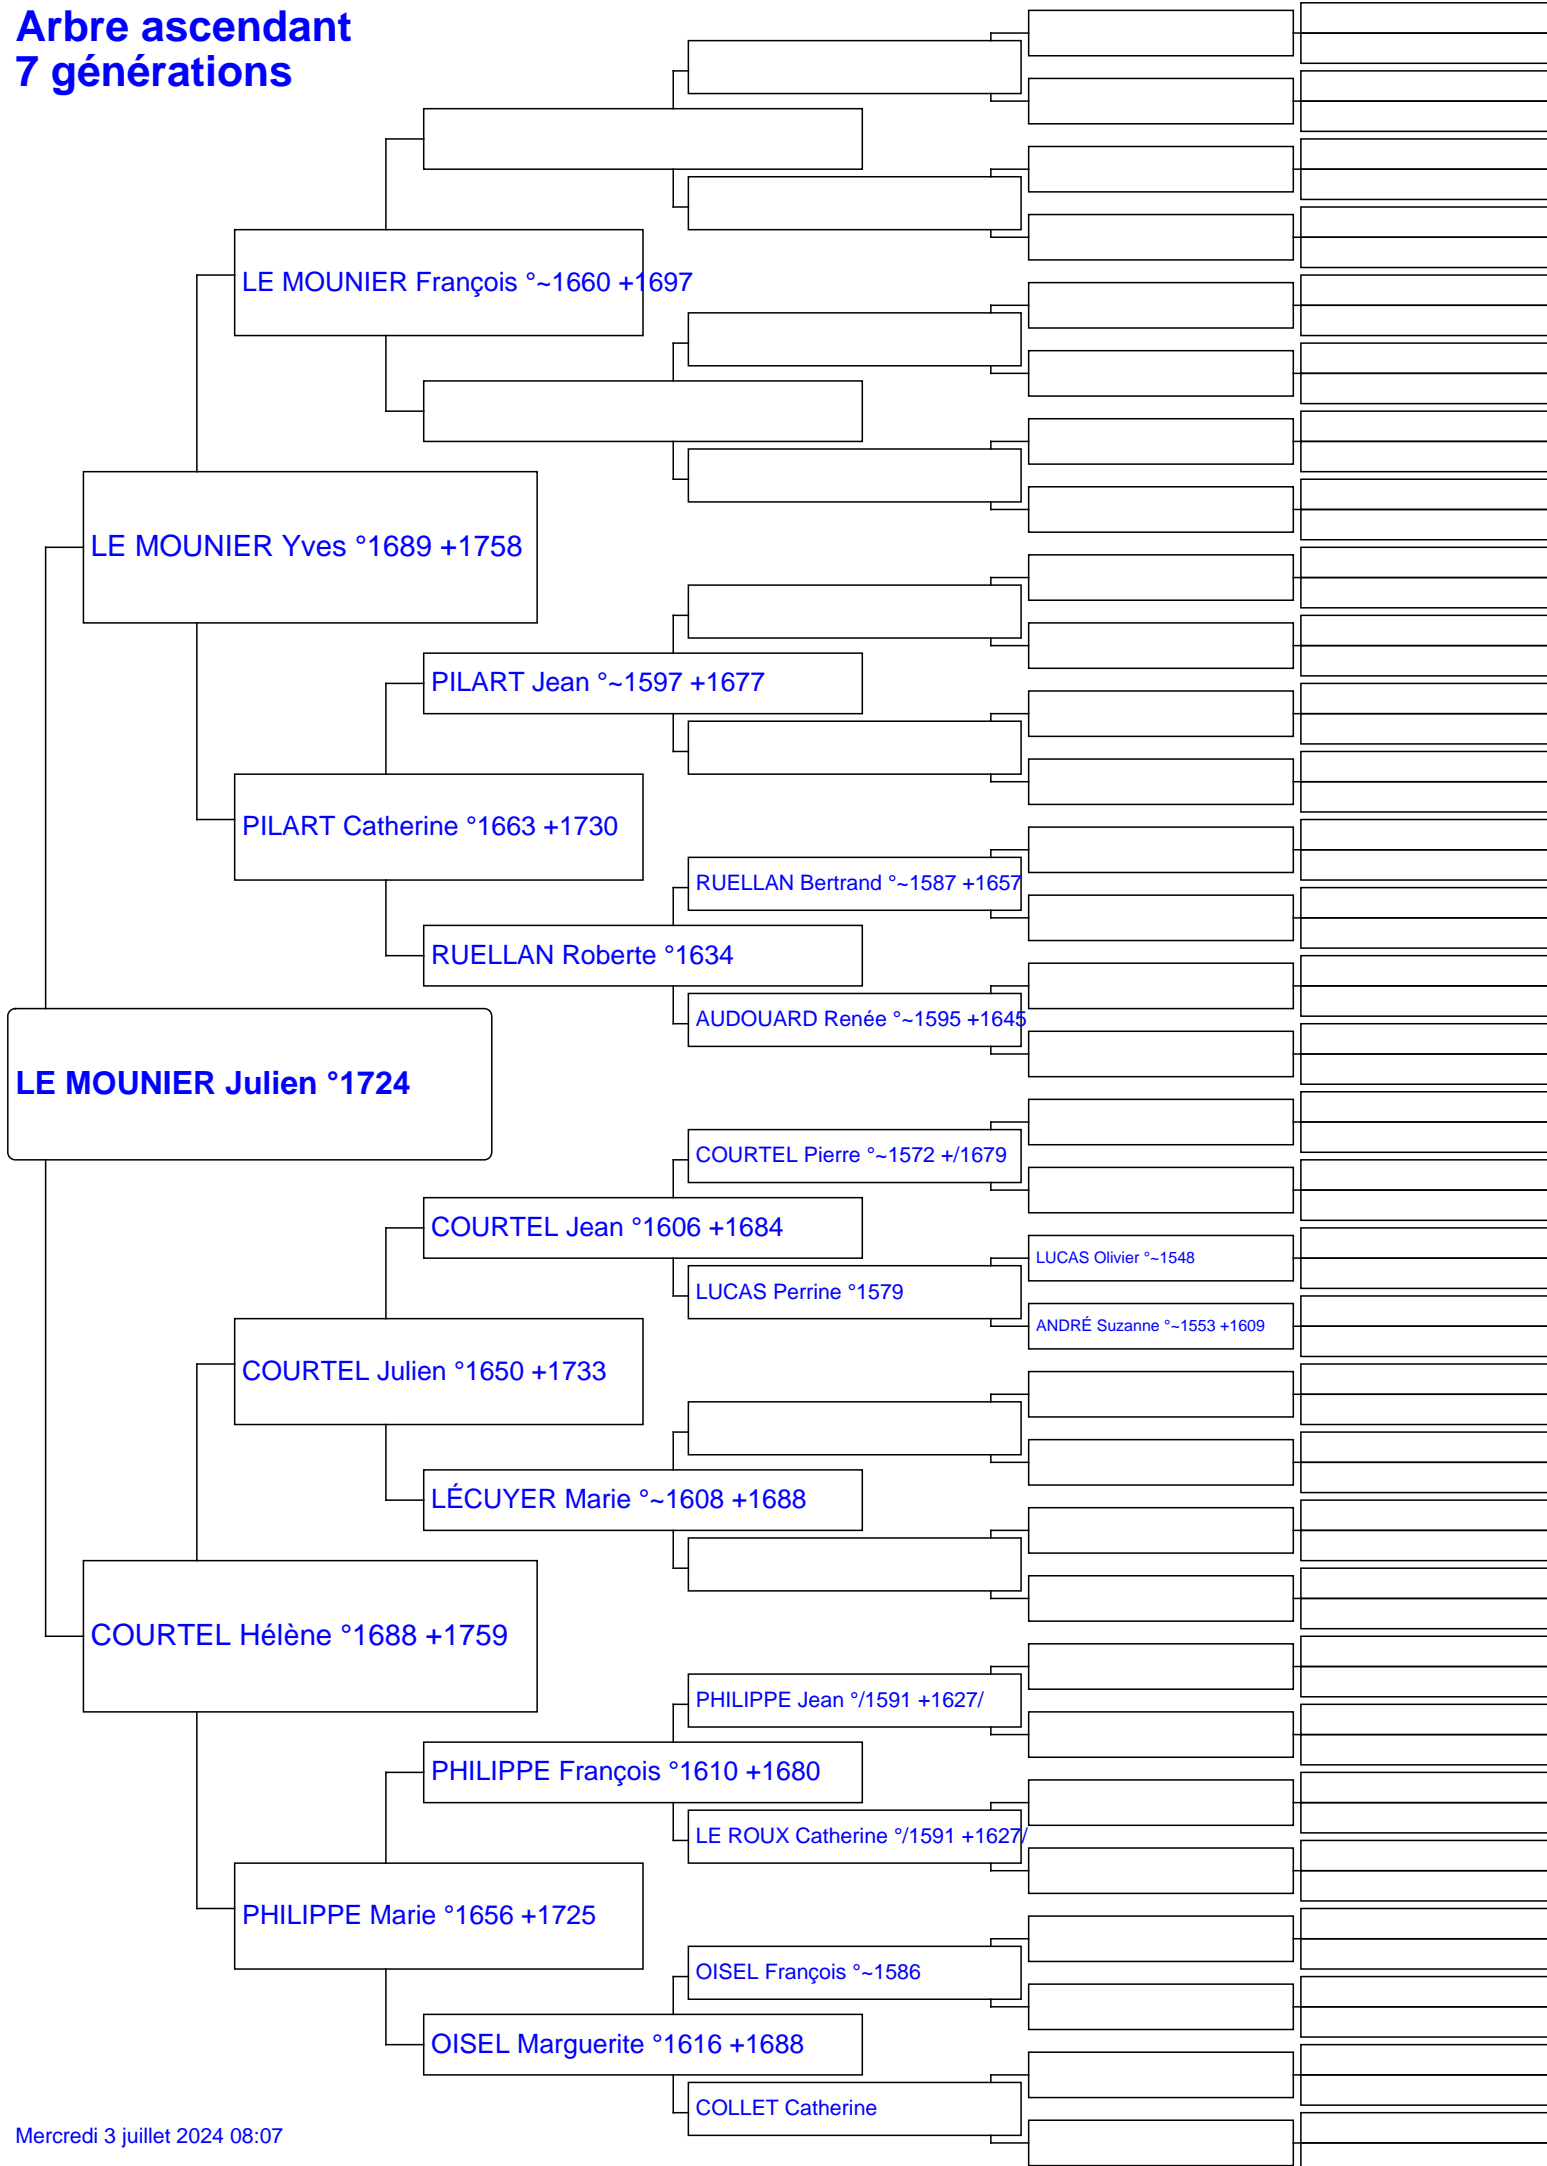 Arbre ascendant
7 générations
LE MOUNIER François °~1660 +1697
LE MOUNIER Yves °1689 +1758
PILART Jean °~1597 +1677
PILART Catherine °1663 +1730
RUELLAN Bertrand °~1587 +1657
RUELLAN Roberte °1634
AUDOUARD Renée °~1595 +1645
LE MOUNIER Julien °1724
COURTEL Pierre °~1572 +/1679
COURTEL Jean °1606 +1684
LUCAS Olivier °~1548
LUCAS Perrine °1579
ANDRÉ Suzanne °~1553 +1609
COURTEL Julien °1650 +1733
LÉCUYER Marie °~1608 +1688
COURTEL Hélène °1688 +1759
PHILIPPE Jean °/1591 +1627/
PHILIPPE François °1610 +1680
LE ROUX Catherine °/1591 +1627/
PHILIPPE Marie °1656 +1725
OISEL François °~1586
OISEL Marguerite °1616 +1688
COLLET Catherine
Mercredi 3 juillet 2024 08:07